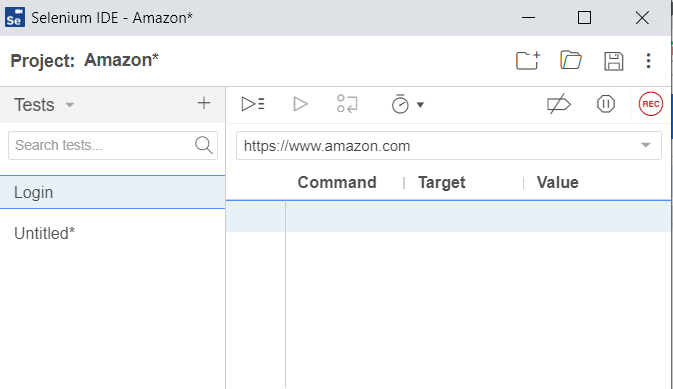 Se Selenium IDE - Amazon*
Project: Amazon*
Tests
Search tests...
REC
https://www.amazon.com
Command Target Value
Login
Untitled*